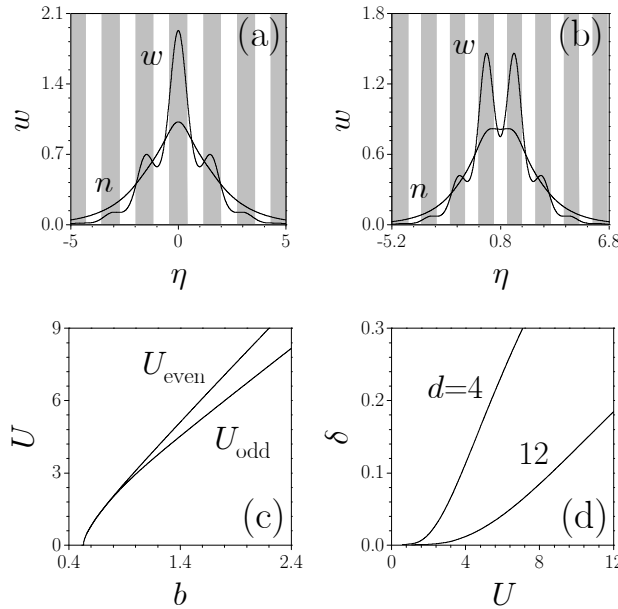 2.1
1.4
0.7
0.0
-5
0
5
w
η
w
n
(a)
1.8
1.2
0.6
0.0
-5.2
0.8
6.8
w
η
w
n
(b)
9
6
3
0
0.4
1.4
2.4
U
b
U_even
U_odd
(c)
0.3
0.2
0.1
0.0
0
4
8
12
δ
U
d=4
12
(d)